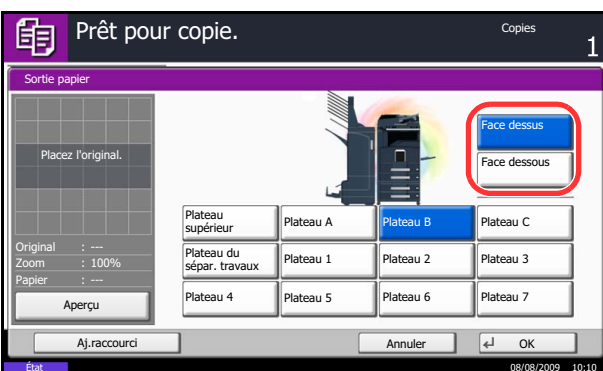 Prêt pour copie.
Copies
1
Sortie papier
Placez l'original.
Face dessus
Face dessous
Plateau
supérieur
Plateau A
Plateau B
Plateau C
Plateau du
sépar. travaux
Plateau 1
Plateau 2
Plateau 3
Plateau 4
Plateau 5
Plateau 6
Plateau 7
Original : ---
Zoom : 100%
Papier : ---
Aperçu
Aj.raccourci
Annuler
OK
État
08/08/2009 10:10